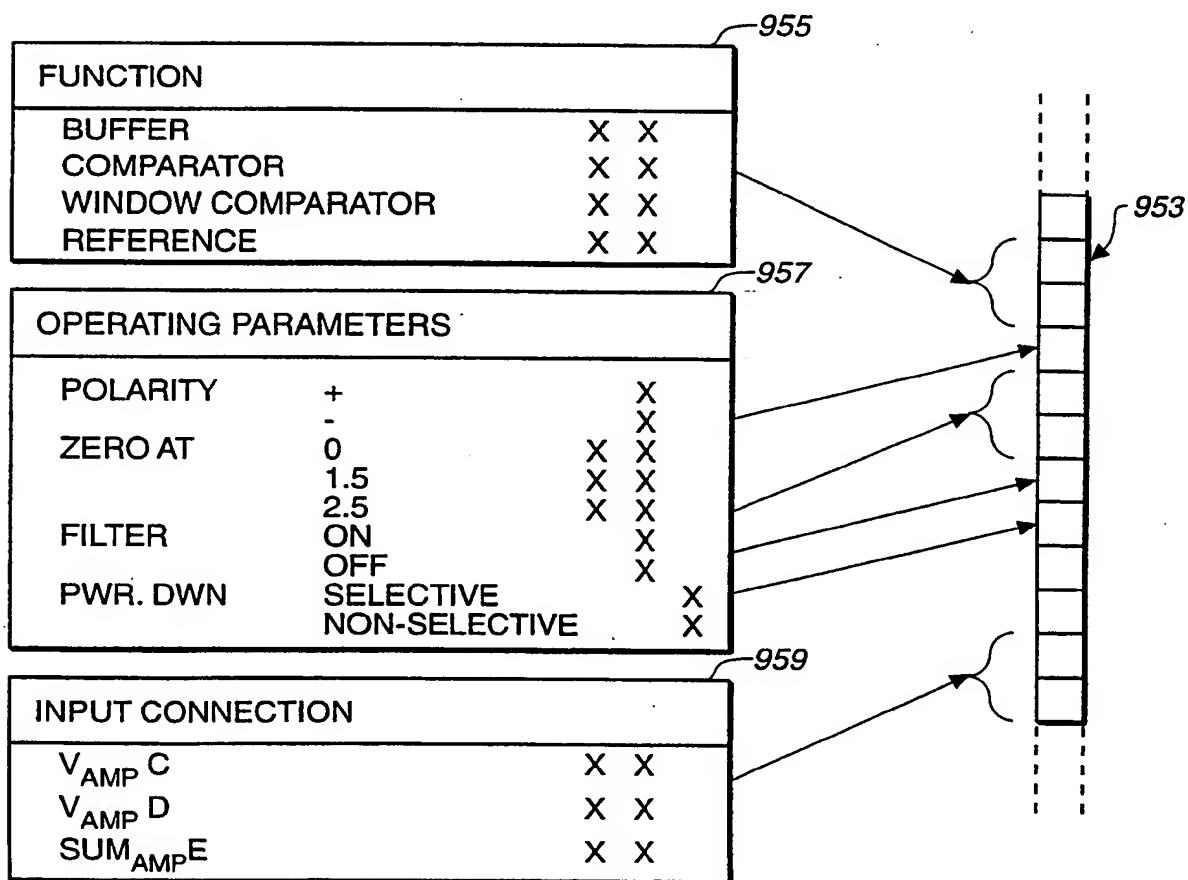 955
FUNCTION
BUFFER X X
COMPARATOR X X
WINDOW COMPARATOR X X
REFERENCE X X
953
957
OPERATING PARAMETERS
POLARITY + X
- X
ZERO AT 0 X X
1.5 X X
2.5 X X
FILTER ON X
OFF X
PWR. DWN SELECTIVE X
NON-SELECTIVE X
959
INPUT CONNECTION
VAMP C X X
VAMP D X X
SUMAMPE X X